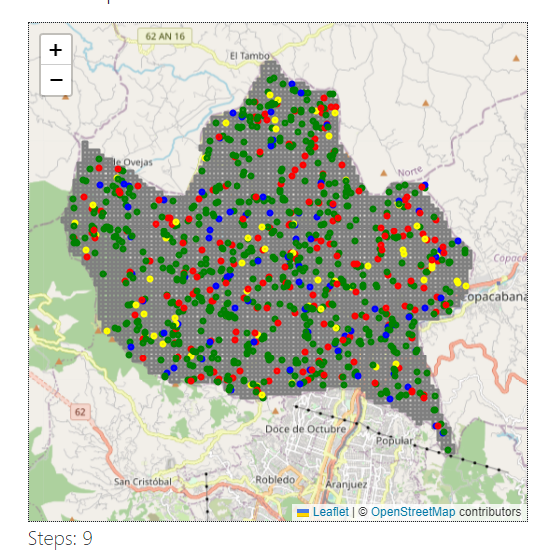 +
62 AN 16
El Tambo
−
de Ovejas
Norte
Copaca
Copacabana
62
Doce de Octubre
Popular
San Cristóbal
Robledo
Aranjuez
Leaflet | © OpenStreetMap contributors
Steps: 9